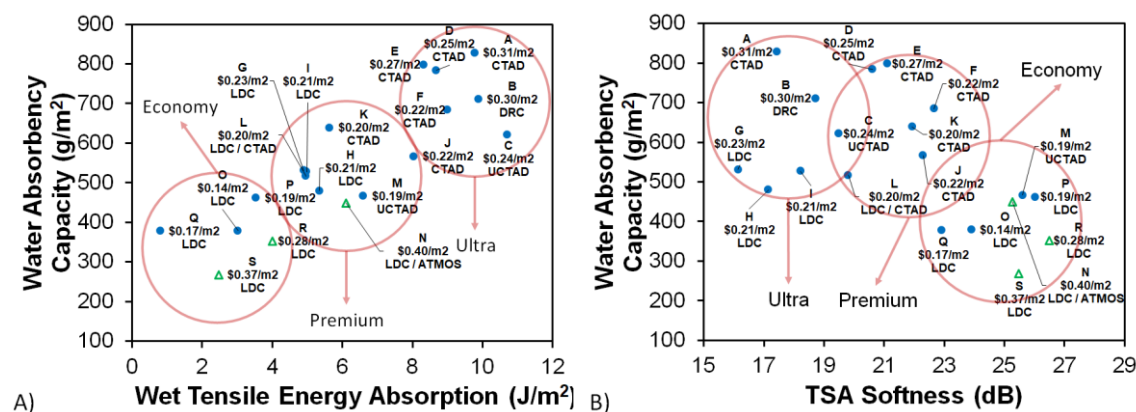 Water Absorbency
Capacity (g/m²)
900
800
700
600
500
400
300
200
100
0
2
4
6
8
10
12
Wet Tensile Energy Absorption (J/m²)
A)
Economy
Premium
Ultra
A
$0.31/m2
CTAD
B
$0.30/m2
DRC
C
$0.24/m2
UCTAD
D
$0.25/m2
CTAD
E
$0.27/m2
CTAD
F
$0.22/m2
CTAD
G
$0.23/m2
LDC
H
$0.21/m2
LDC
I
$0.21/m2
LDC
J
$0.22/m2
CTAD
K
$0.20/m2
CTAD
L
$0.20/m2
LDC / CTAD
M
$0.19/m2
UCTAD
N
$0.40/m2
LDC / ATMOS
O
$0.14/m2
LDC
P
$0.19/m2
LDC
Q
$0.17/m2
LDC
R
$0.28/m2
LDC
S
$0.37/m2
LDC
Water Absorbency
Capacity (g/m²)
900
800
700
600
500
400
300
200
100
15
17
19
21
23
25
27
29
TSA Softness (dB)
B)
Ultra
Premium
Economy
A
$0.31/m2
CTAD
B
$0.30/m2
DRC
C
$0.24/m2
UCTAD
D
$0.25/m2
CTAD
E
$0.27/m2
CTAD
F
$0.22/m2
CTAD
G
$0.23/m2
LDC
H
$0.21/m2
LDC
I
$0.21/m2
LDC
J
$0.22/m2
CTAD
K
$0.20/m2
CTAD
L
$0.20/m2
LDC / CTAD
M
$0.19/m2
UCTAD
N
$0.40/m2
LDC / ATMOS
O
$0.14/m2
LDC
P
$0.19/m2
LDC
Q
$0.17/m2
LDC
R
$0.28/m2
LDC
S
$0.37/m2
LDC